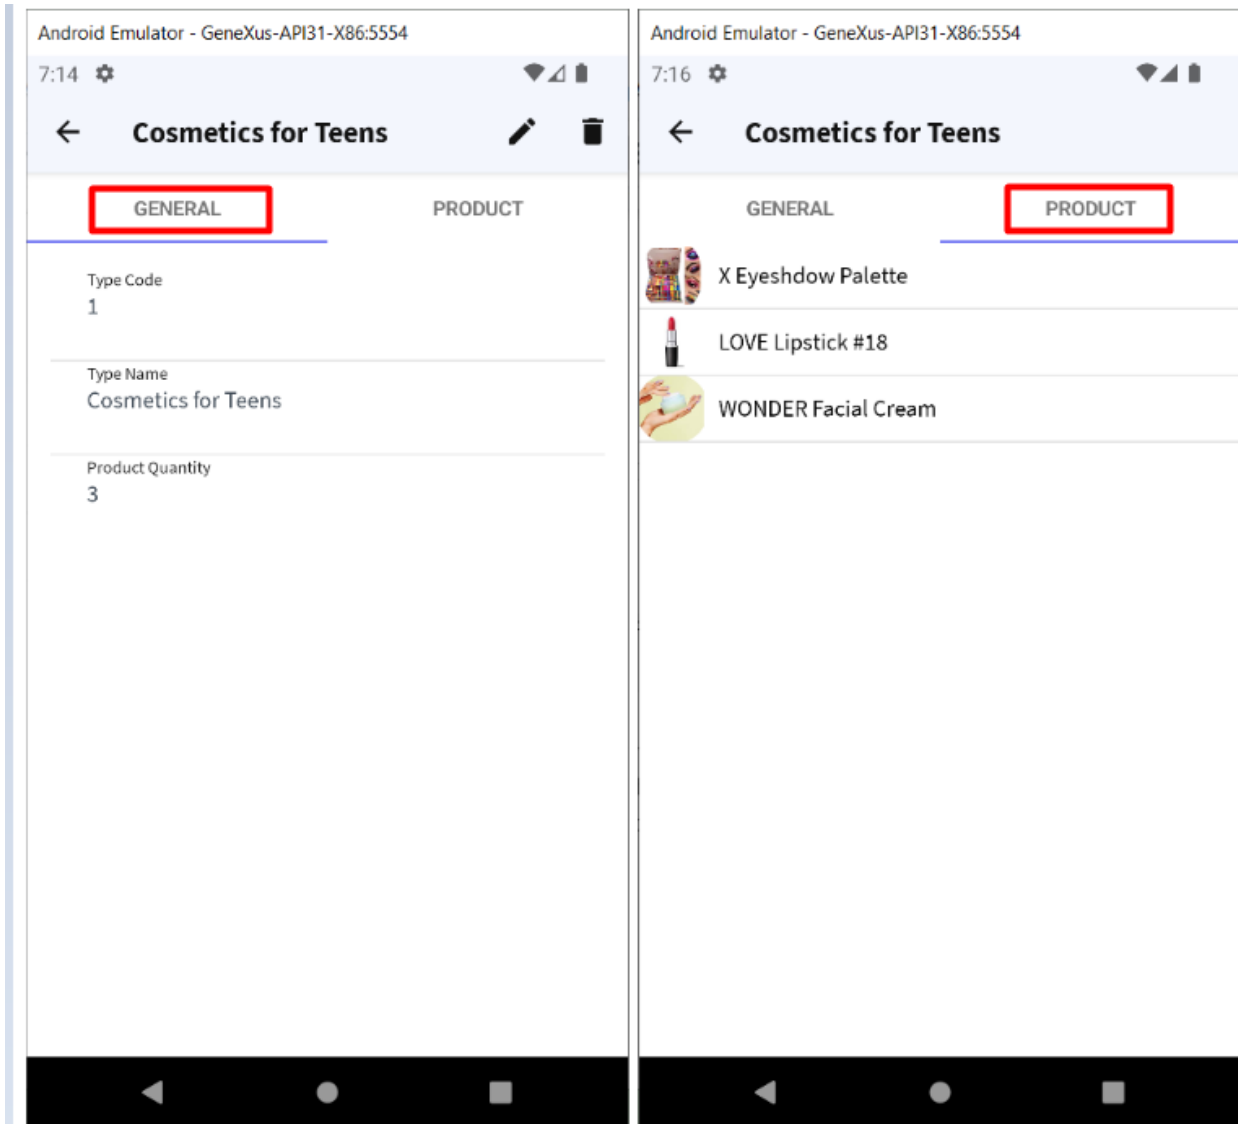 Android Emulator - GeneXus-API31-X86:5554
7:14
Cosmetics for Teens
GENERAL PRODUCT
Type Code
1
Type Name
Cosmetics for Teens
Product Quantity
3
Android Emulator - GeneXus-API31-X86:5554
7:16
Cosmetics for Teens
GENERAL PRODUCT
X Eyeshdow Palette
LOVE Lipstick #18
WONDER Facial Cream